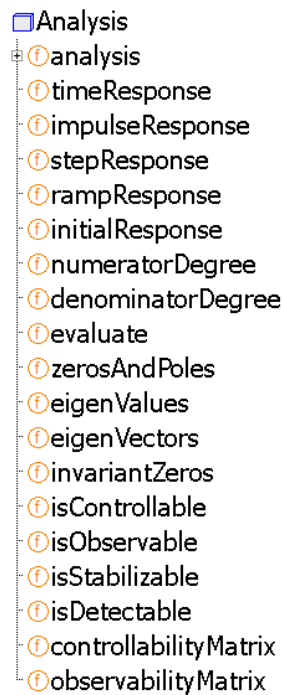 Analysis
analysis
timeResponse
impulseResponse
stepResponse
rampResponse
initialResponse
numeratorDegree
denominatorDegree
evaluate
zerosAndPoles
eigenValues
eigenVectors
invariantZeros
isControllable
isObservable
isStabilizable
isDetectable
controllabilityMatrix
observabilityMatrix